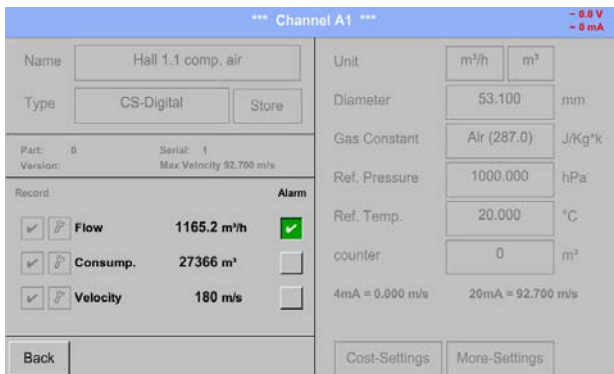 *** Channel A1 ***
~ 0.0 V
~ 0 mA
Name
Hall 1.1 comp. air
Type
CS-Digital
Store
Part: 0
Serial: 1
Version:
Max Velocity 92.700 m/s
Record
Alarm
Flow
1165.2 m³/h
Consump.
27366 m³
Velocity
180 m/s
Back
Unit
m³/h
m³
Diameter
53.100
mm
Gas Constant
Air (287.0)
J/Kg*k
Ref. Pressure
1000.000
hPa
Ref. Temp.
20.000
°C
counter
0
m³
4mA = 0.000 m/s
20mA = 92.700 m/s
Cost-Settings
More-Settings